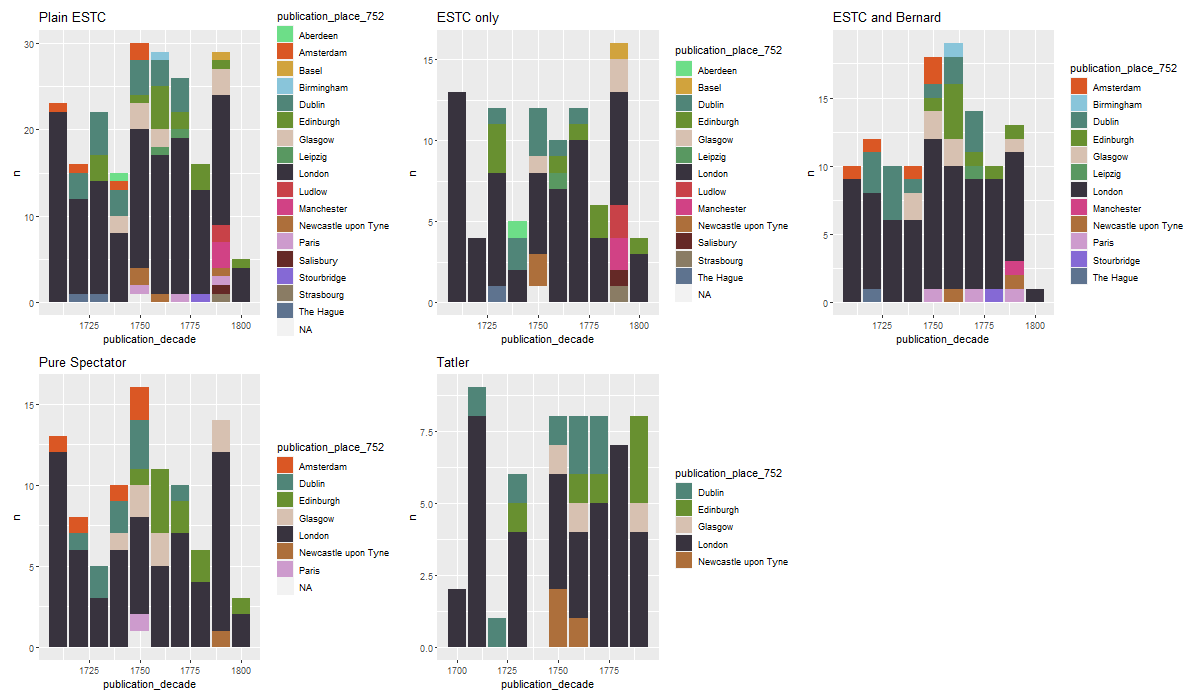 Plain ESTC
n
0
10
20
30
1725
1750
1775
1800
publication_decade
publication_place_752
Aberdeen
Amsterdam
Basel
Birmingham
Dublin
Edinburgh
Glasgow
Leipzig
London
Ludlow
Manchester
Newcastle upon Tyne
Paris
Salisbury
Stourbridge
Strasbourg
The Hague
NA
ESTC only
n
0
5
10
15
1725
1750
1775
1800
publication_decade
publication_place_752
Aberdeen
Basel
Dublin
Edinburgh
Glasgow
Leipzig
London
Ludlow
Manchester
Newcastle upon Tyne
Salisbury
Strasbourg
The Hague
NA
ESTC and Bernard
n
0
5
10
15
1725
1750
1775
1800
publication_decade
publication_place_752
Amsterdam
Birmingham
Dublin
Edinburgh
Glasgow
Leipzig
London
Manchester
Newcastle upon Tyne
Paris
Stourbridge
The Hague
Pure Spectator
n
0
5
10
15
1725
1750
1775
1800
publication_decade
publication_place_752
Amsterdam
Dublin
Edinburgh
Glasgow
London
Newcastle upon Tyne
Paris
NA
Tatler
n
0.0
2.5
5.0
7.5
1700
1725
1750
1775
publication_decade
publication_place_752
Dublin
Edinburgh
Glasgow
London
Newcastle upon Tyne